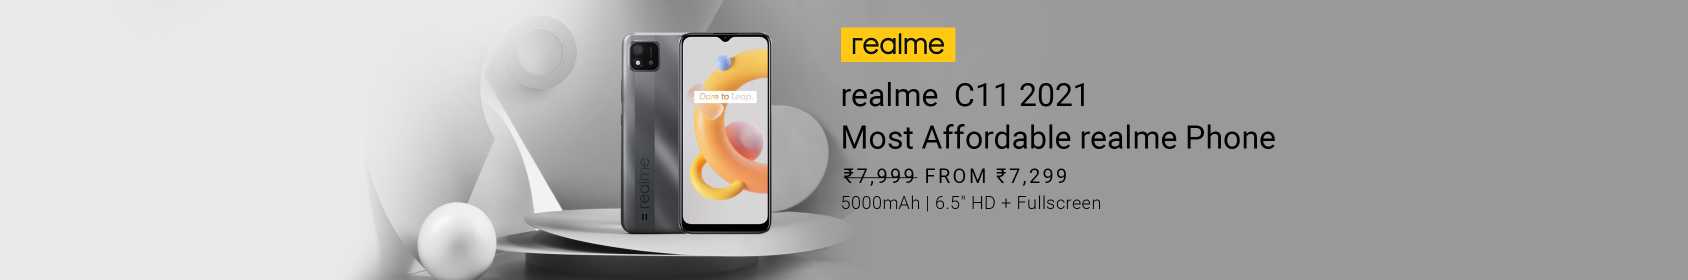 realme
realme C11 2021
Most Affordable realme Phone
₹7,999 FROM ₹7,299
5000mAh | 6.5" HD + Fullscreen
Dare to Leap
realme